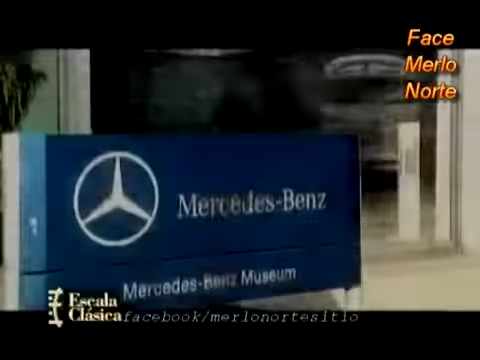 Face
Merlo
Norte
Mercedes-Benz
Mercedes-Benz Museum
Escala
Clásica
facebook/merlonortesitio